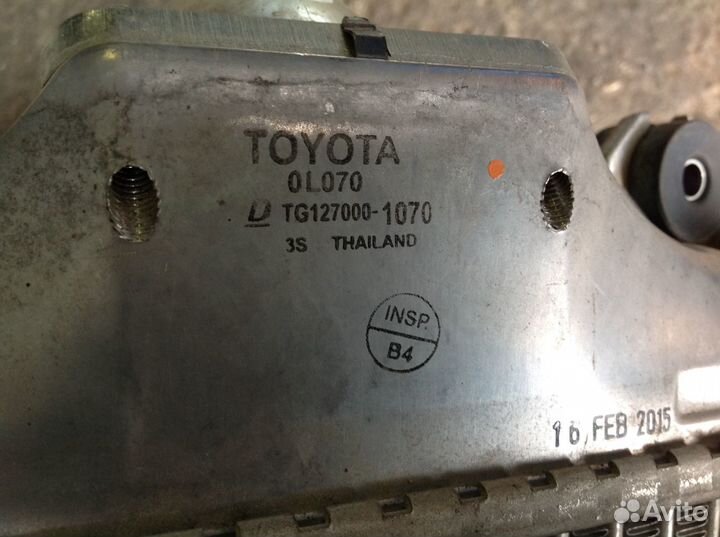 TOYOTA
0L070
D TG127000-1070
3S THAILAND
INSP.
B4
16 FEB 2015
Avito